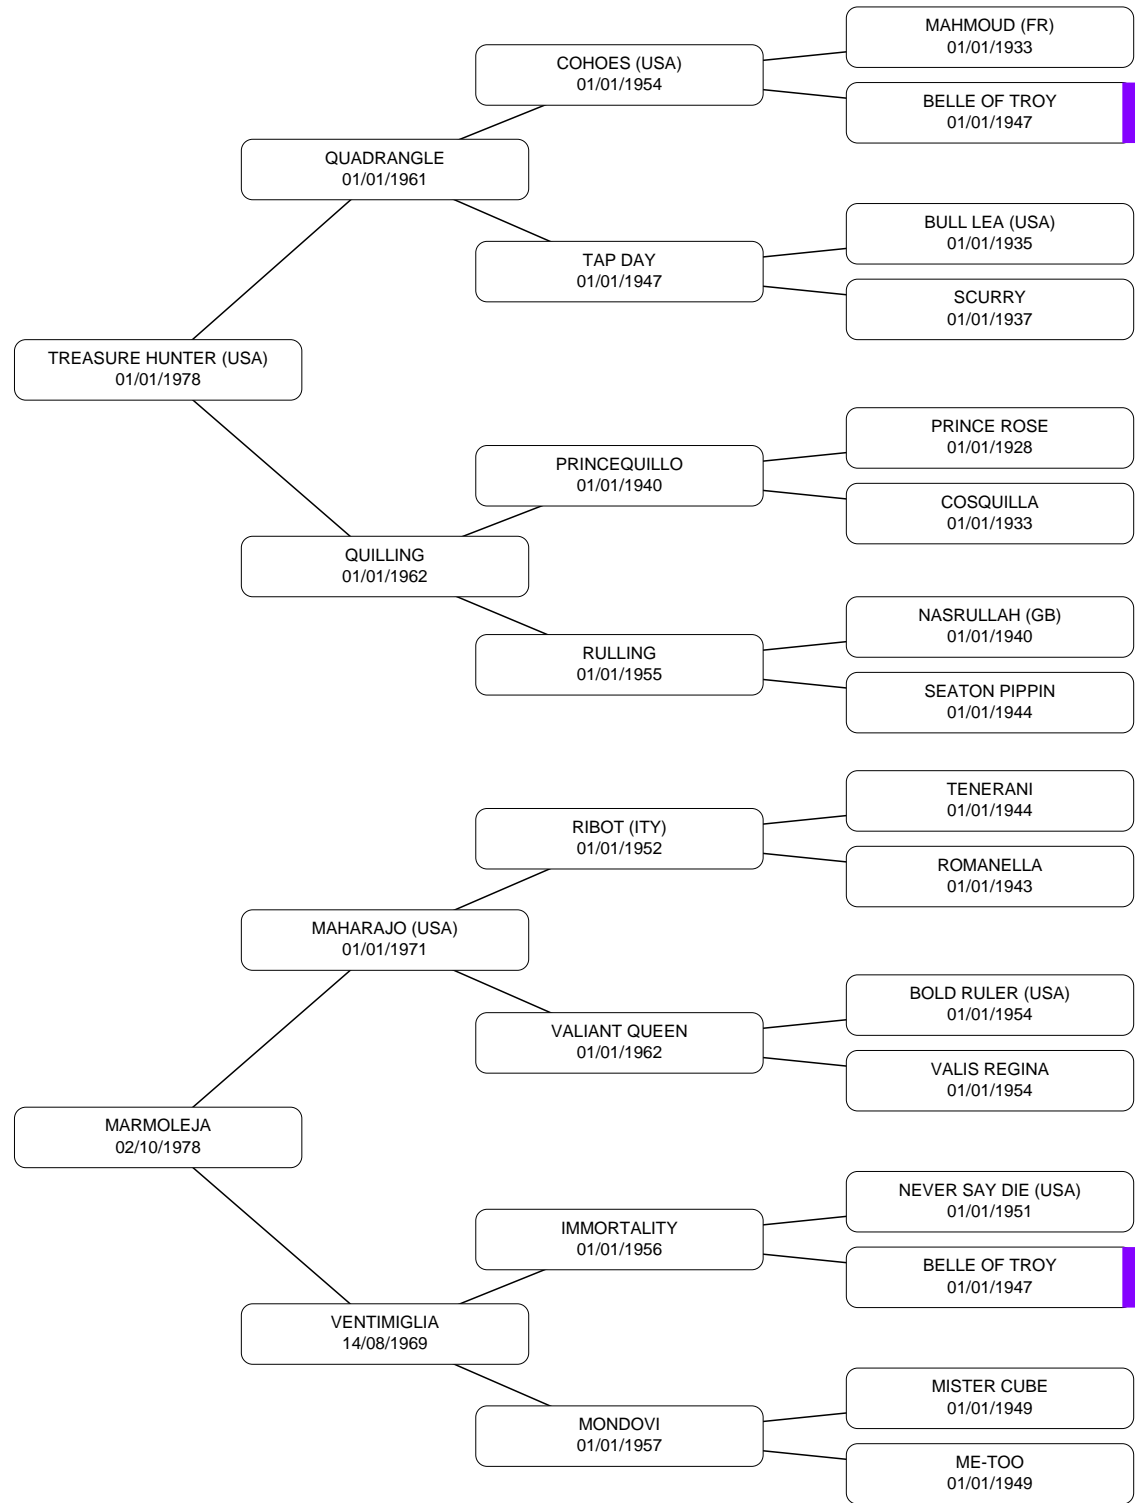 MAHMOUD (FR)
01/01/1933
COHOES (USA)
01/01/1954
BELLE OF TROY
01/01/1947
QUADRANGLE
01/01/1961
BULL LEA (USA)
01/01/1935
TAP DAY
01/01/1947
SCURRY
01/01/1937
TREASURE HUNTER (USA)
01/01/1978
PRINCE ROSE
01/01/1928
PRINCEQUILLO
01/01/1940
COSQUILLA
01/01/1933
QUILLING
01/01/1962
NASRULLAH (GB)
01/01/1940
RULLING
01/01/1955
SEATON PIPPIN
01/01/1944
TENERANI
01/01/1944
RIBOT (ITY)
01/01/1952
ROMANELLA
01/01/1943
MAHARAJO (USA)
01/01/1971
BOLD RULER (USA)
01/01/1954
VALIANT QUEEN
01/01/1962
VALIS REGINA
01/01/1954
MARMOLEJA
02/10/1978
NEVER SAY DIE (USA)
01/01/1951
IMMORTALITY
01/01/1956
BELLE OF TROY
01/01/1947
VENTIMIGLIA
14/08/1969
MISTER CUBE
01/01/1949
MONDOVI
01/01/1957
ME-TOO
01/01/1949